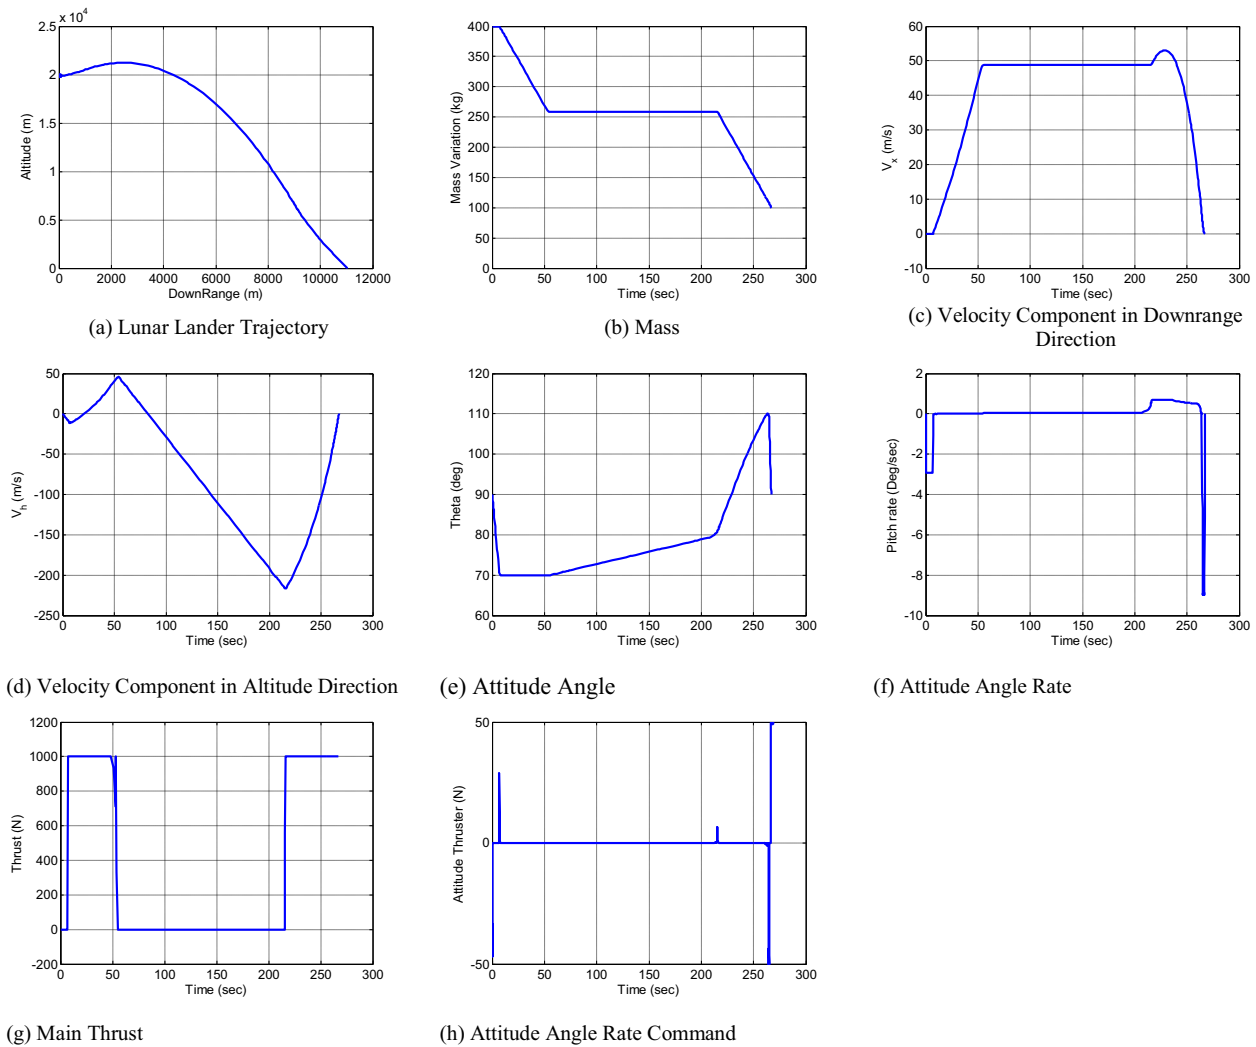 x 10^4
2.5
2
1.5
1
0.5
0
Altitude (m)
0 2000 4000 6000 8000 10000 12000
DownRange (m)
(a) Lunar Lander Trajectory
400
350
300
250
200
150
100
50
0
Mass Variation (kg)
0 50 100 150 200 250 300
Time (sec)
(b) Mass
60
50
40
30
20
10
0
-10
V_x (m/s)
0 50 100 150 200 250 300
Time (sec)
(c) Velocity Component in Downrange
Direction
50
0
-50
-100
-150
-200
-250
V_h (m/s)
0 50 100 150 200 250 300
Time (sec)
(d) Velocity Component in Altitude Direction
120
110
100
90
80
70
60
Theta (deg)
0 50 100 150 200 250 300
Time (sec)
(e) Attitude Angle
2
0
-2
-4
-6
-8
-10
Pitch rate (Deg/sec)
0 50 100 150 200 250 300
Time (sec)
(f) Attitude Angle Rate
1200
1000
800
600
400
200
0
-200
Thrust (N)
0 50 100 150 200 250 300
Time (sec)
(g) Main Thrust
50
0
-50
Attitude Thruster (N)
0 50 100 150 200 250 300
Time (sec)
(h) Attitude Angle Rate Command